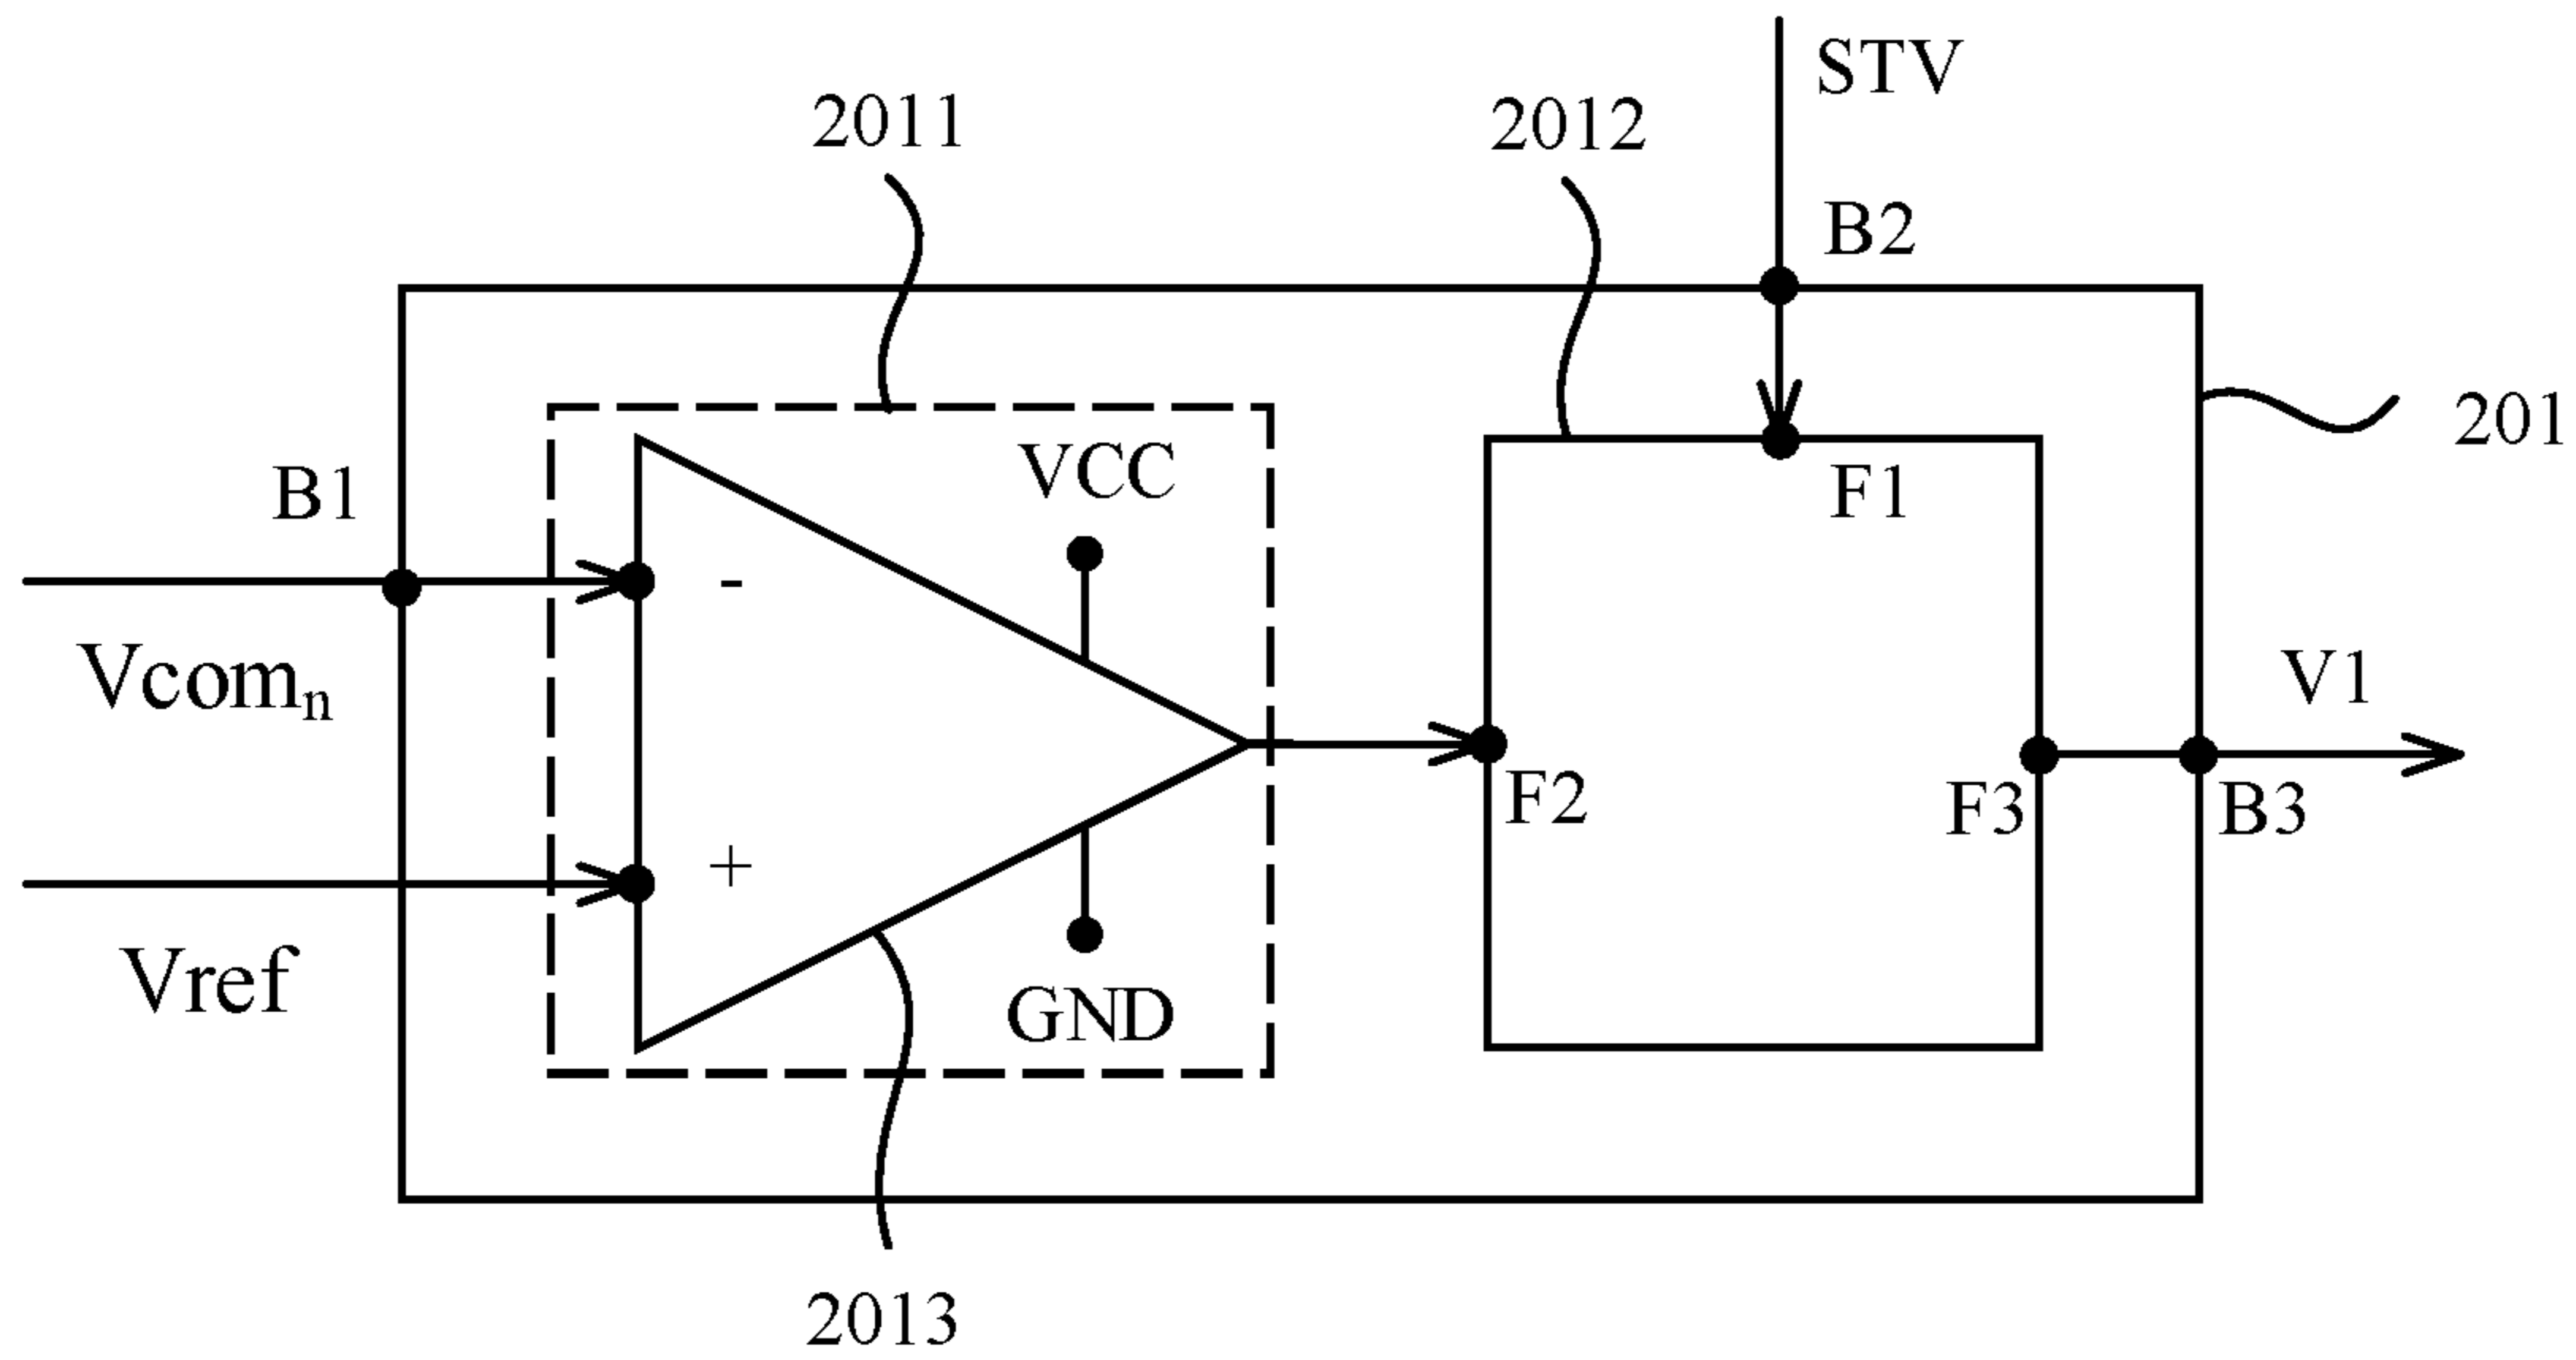 STV
2011
2012
B2
201
VCC
B1
F1
-
Vcomn
V1
F2
F3
B3
+
Vref
GND
2013